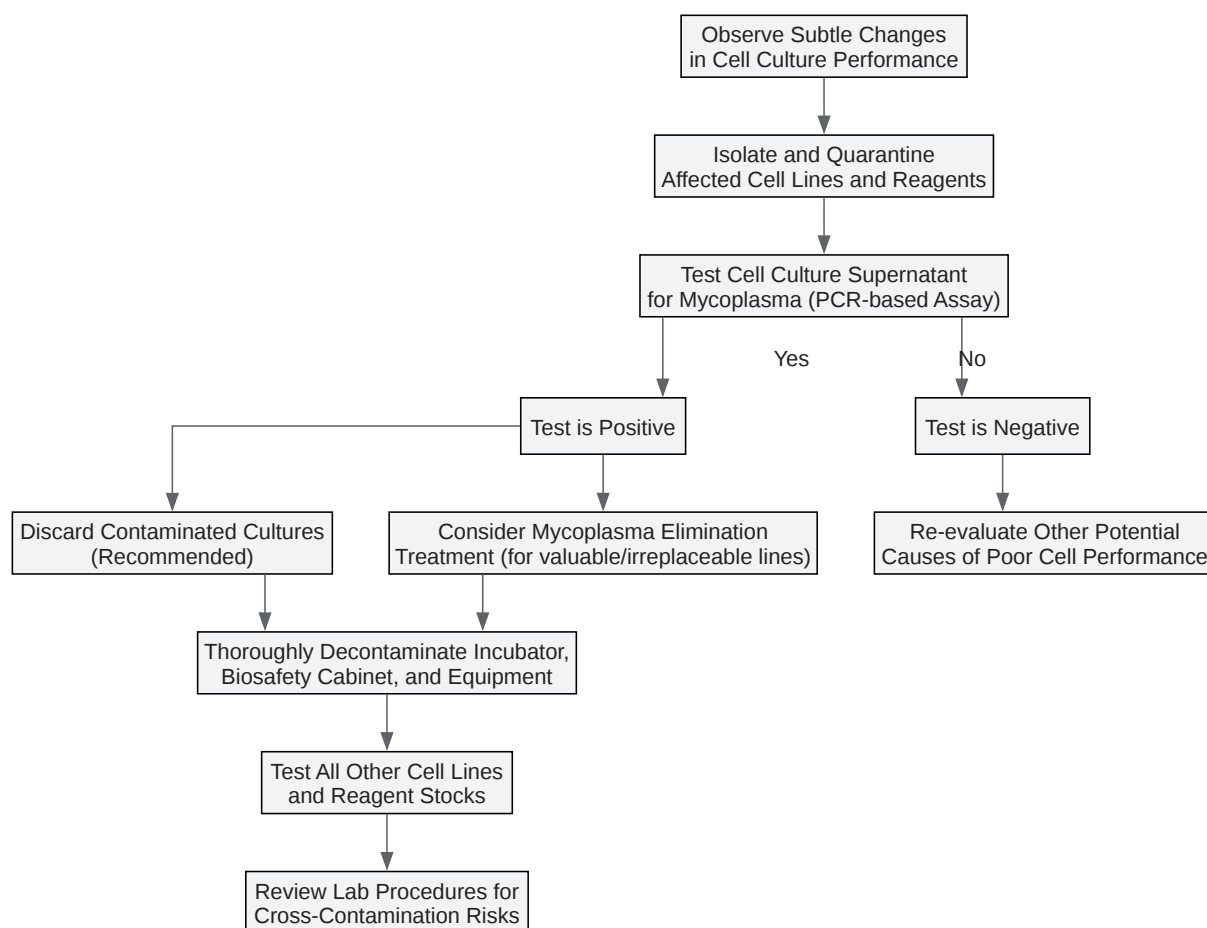 Observe Subtle Changes
in Cell Culture Performance
Isolate and Quarantine
Affected Cell Lines and Reagents
Test Cell Culture Supernatant
for Mycoplasma (PCR-based Assay)
Yes
No
Test is Positive
Test is Negative
Discard Contaminated Cultures
(Recommended)
Consider Mycoplasma Elimination
Treatment (for valuable/irreplaceable lines)
Re-evaluate Other Potential
Causes of Poor Cell Performance
Thoroughly Decontaminate Incubator,
Biosafety Cabinet, and Equipment
Test All Other Cell Lines
and Reagent Stocks
Review Lab Procedures for
Cross-Contamination Risks